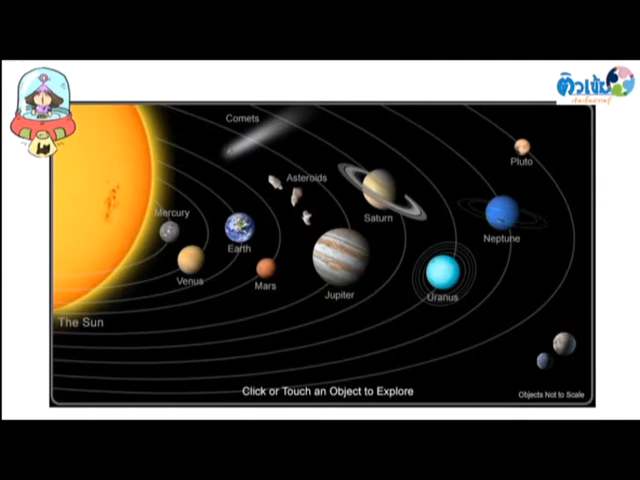 ติวเข้ม
Comets
Pluto
Asteroids
Mercury
Saturn
Neptune
Earth
Venus
Mars
Jupiter
Uranus
The Sun
Click or Touch an Object to Explore
Objects Not to Scale